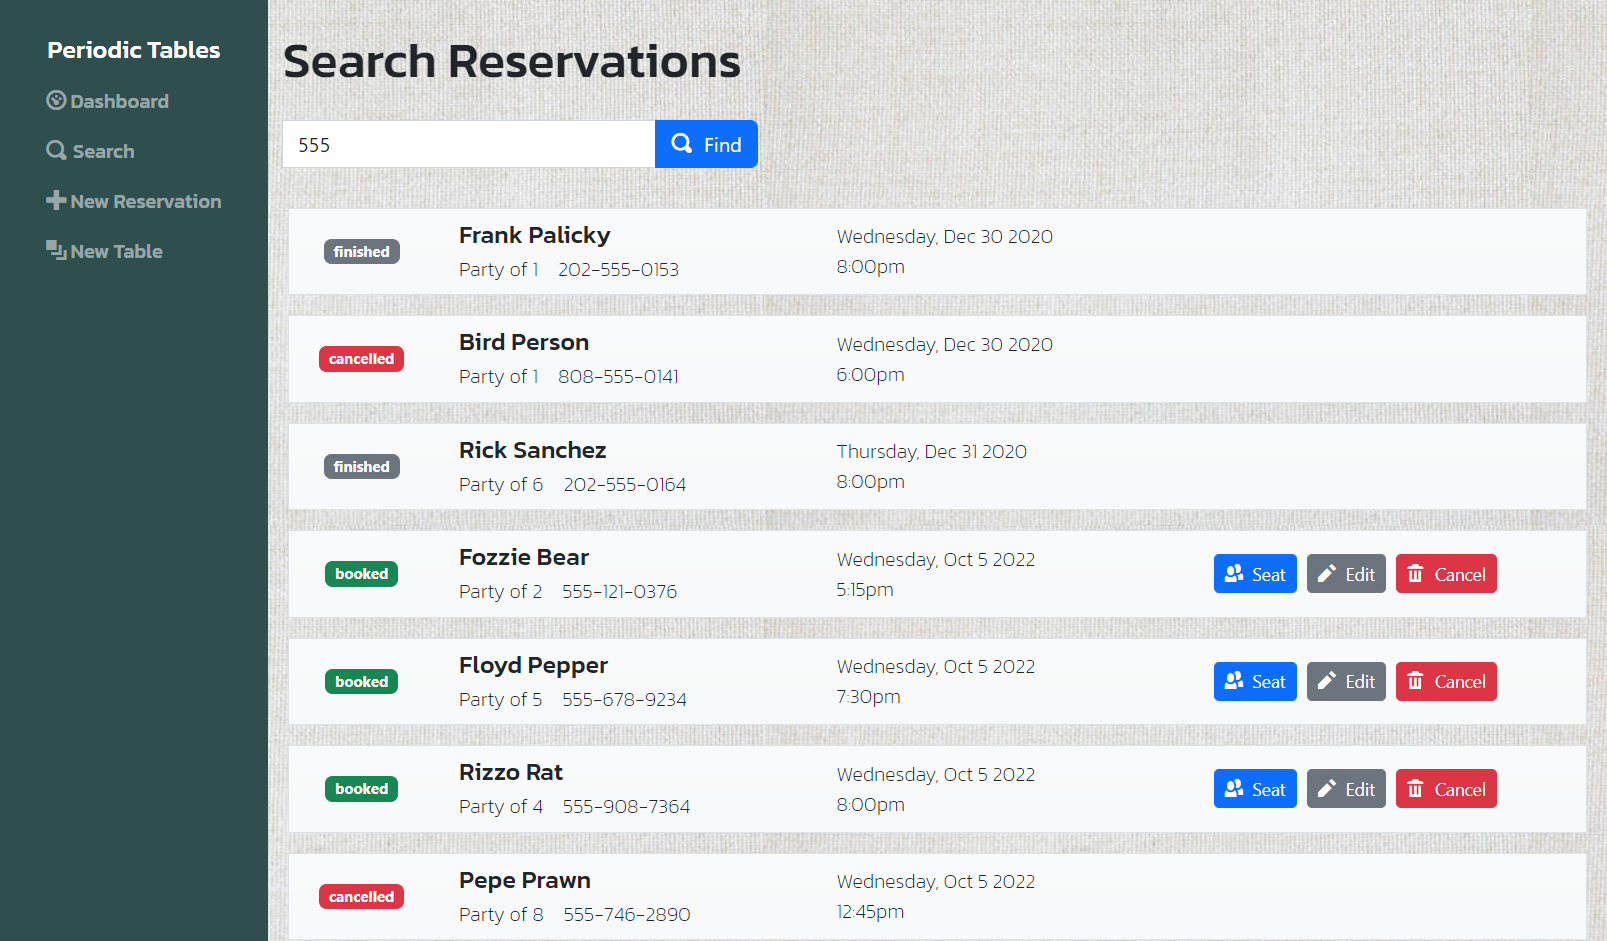 Periodic Tables
Dashboard
Search
New Reservation
New Table
Search Reservations
555
Find
finished
Frank Palicky
Party of 1 202-555-0153
Wednesday, Dec 30 2020
8:00pm
cancelled
Bird Person
Party of 1 808-555-0141
Wednesday, Dec 30 2020
6:00pm
finished
Rick Sanchez
Party of 6 202-555-0164
Thursday, Dec 31 2020
8:00pm
booked
Fozzie Bear
Party of 2 555-121-0376
Wednesday, Oct 5 2022
5:15pm
Seat Edit Cancel
booked
Floyd Pepper
Party of 5 555-678-9234
Wednesday, Oct 5 2022
7:30pm
Seat Edit Cancel
booked
Rizzo Rat
Party of 4 555-908-7364
Wednesday, Oct 5 2022
8:00pm
Seat Edit Cancel
cancelled
Pepe Prawn
Party of 8 555-746-2890
Wednesday, Oct 5 2022
12:45pm